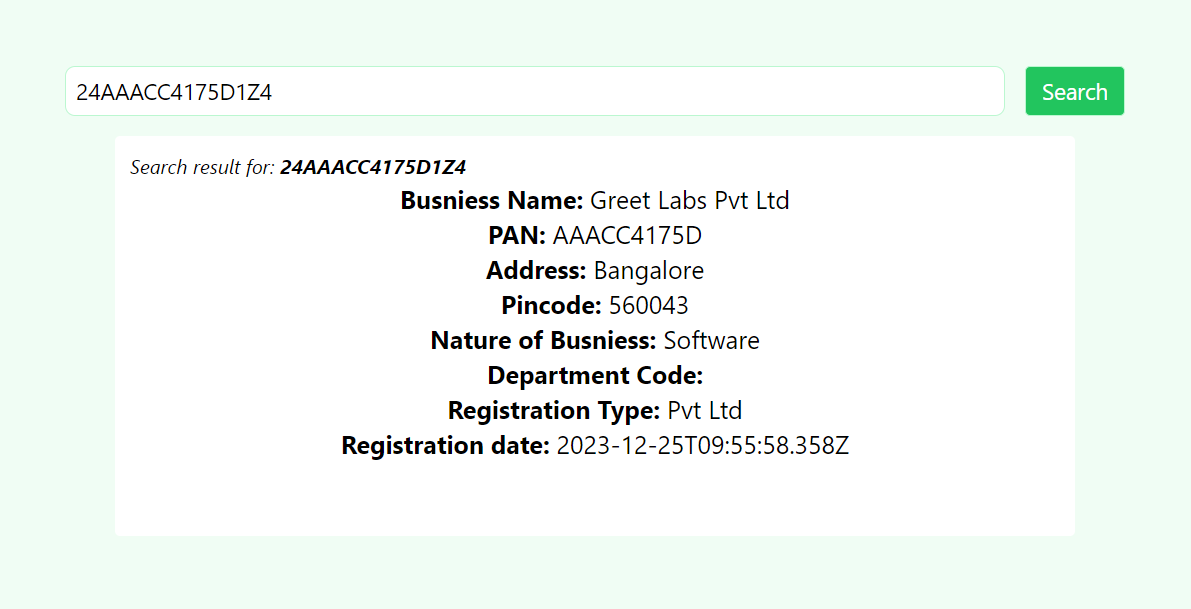 24AAACC4175D1Z4
Search
Search result for: 24AAACC4175D1Z4
Busniess Name: Greet Labs Pvt Ltd
PAN: AAACC4175D
Address: Bangalore
Pincode: 560043
Nature of Busniess: Software
Department Code:
Registration Type: Pvt Ltd
Registration date: 2023-12-25T09:55:58.358Z